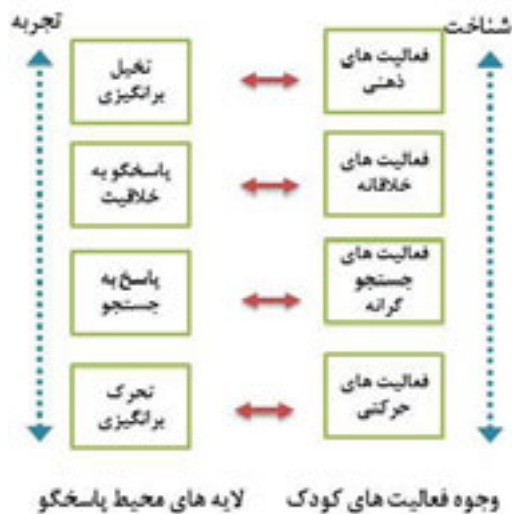 شناخت
تجربه
فعالیت های
ذهنی
تخیل
برانگیزی
فعالیت های
خلاقانه
پاسخگو به
خلاقیت
فعالیت های
جستجو
گرانه
پاسخ به
جستجو
فعالیت های
حرکتی
تحرک
برانگیزی
وجوه فعالیت های کودک
لایه های محیط پاسخگو